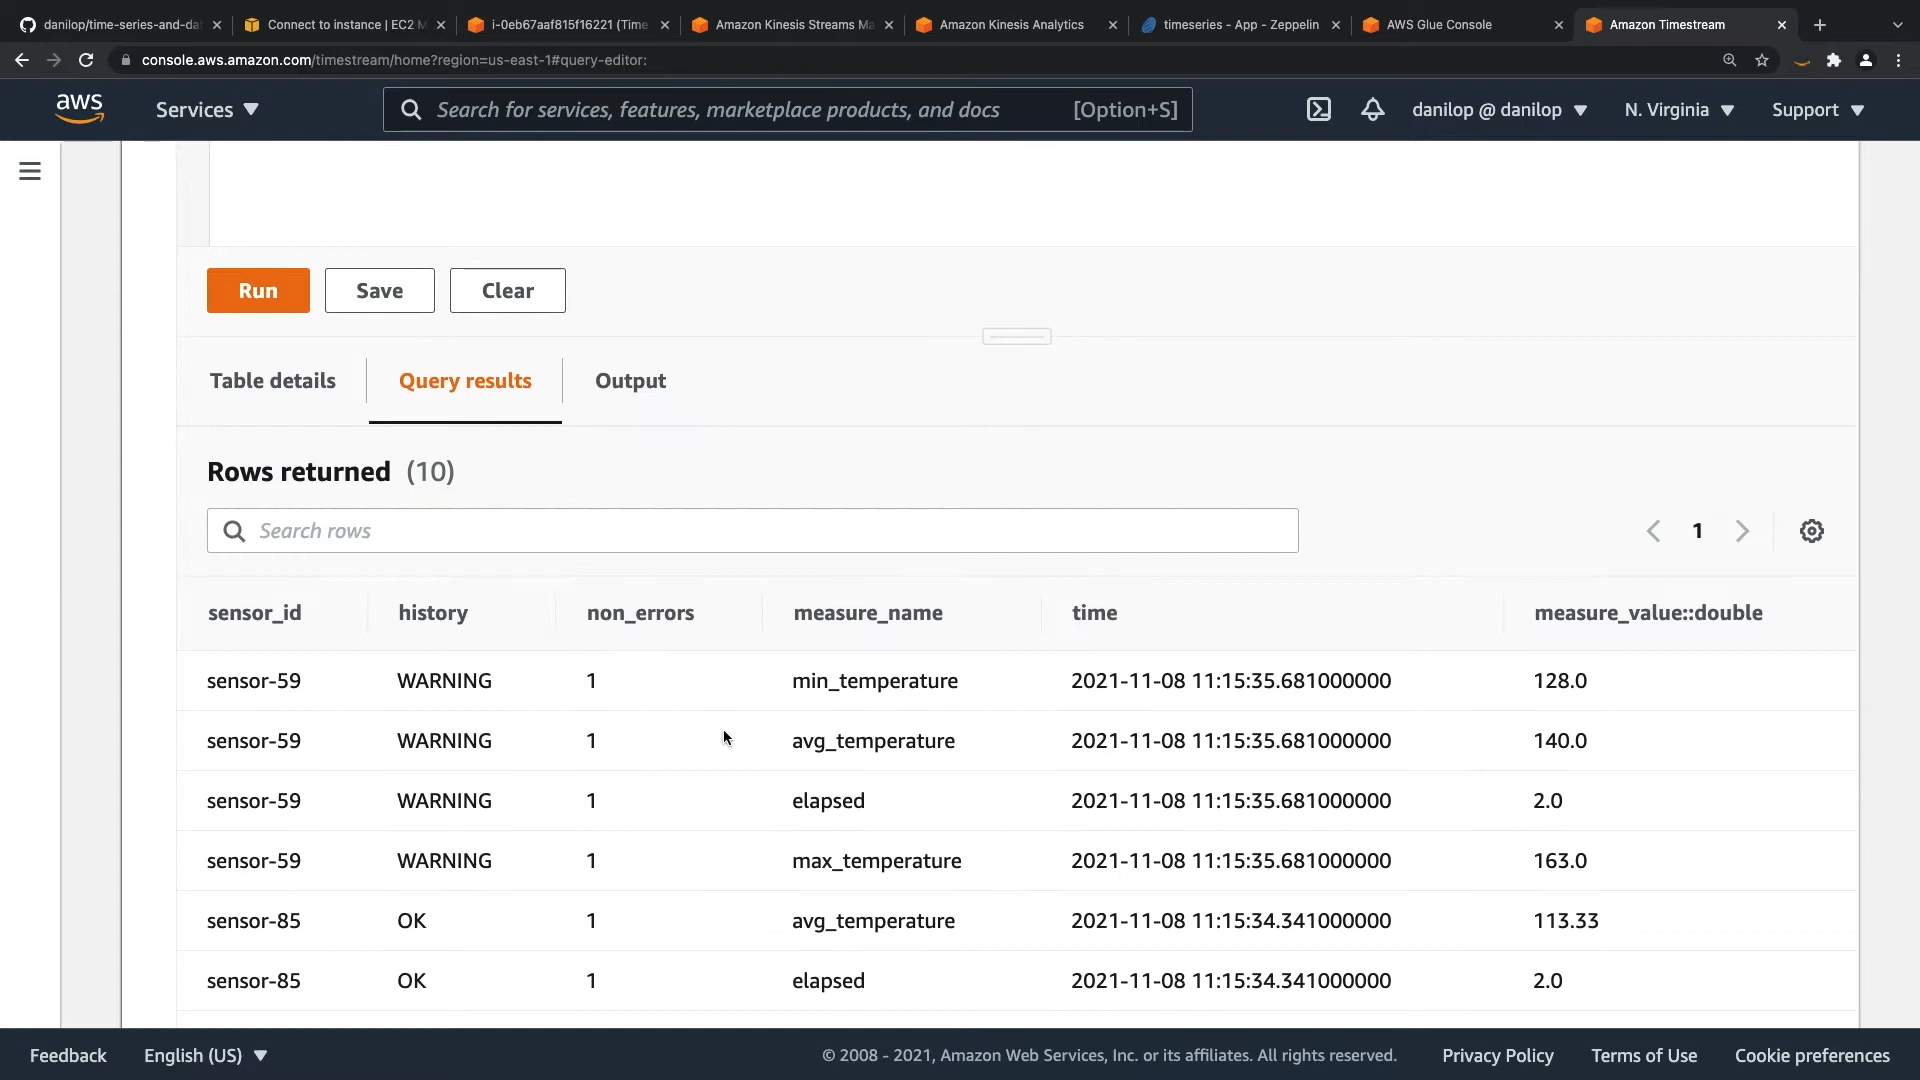 danilop/time-series-and-da
Connect to instance | EC2 M
i-0eb67aaf815f16221 (Time
Amazon Kinesis Streams Ma
Amazon Kinesis Analytics
timeseries - App - Zeppelin
AWS Glue Console
Amazon Timestream
console.aws.amazon.com/timestream/home?region=us-east-1#query-editor:
aws
Services
Search for services, features, marketplace products, and docs
[Option+S]
danilop @ danilop
N. Virginia
Support
Run
Save
Clear
Table details
Query results
Output
Rows returned (10)
Search rows
1
sensor_id history non_errors measure_name time measure_value::double
sensor-59 WARNING 1 min_temperature 2021-11-08 11:15:35.681000000 128.0
sensor-59 WARNING 1 avg_temperature 2021-11-08 11:15:35.681000000 140.0
sensor-59 WARNING 1 elapsed 2021-11-08 11:15:35.681000000 2.0
sensor-59 WARNING 1 max_temperature 2021-11-08 11:15:35.681000000 163.0
sensor-85 OK 1 avg_temperature 2021-11-08 11:15:34.341000000 113.33
sensor-85 OK 1 elapsed 2021-11-08 11:15:34.341000000 2.0
Feedback
English (US)
© 2008 - 2021, Amazon Web Services, Inc. or its affiliates. All rights reserved.
Privacy Policy
Terms of Use
Cookie preferences